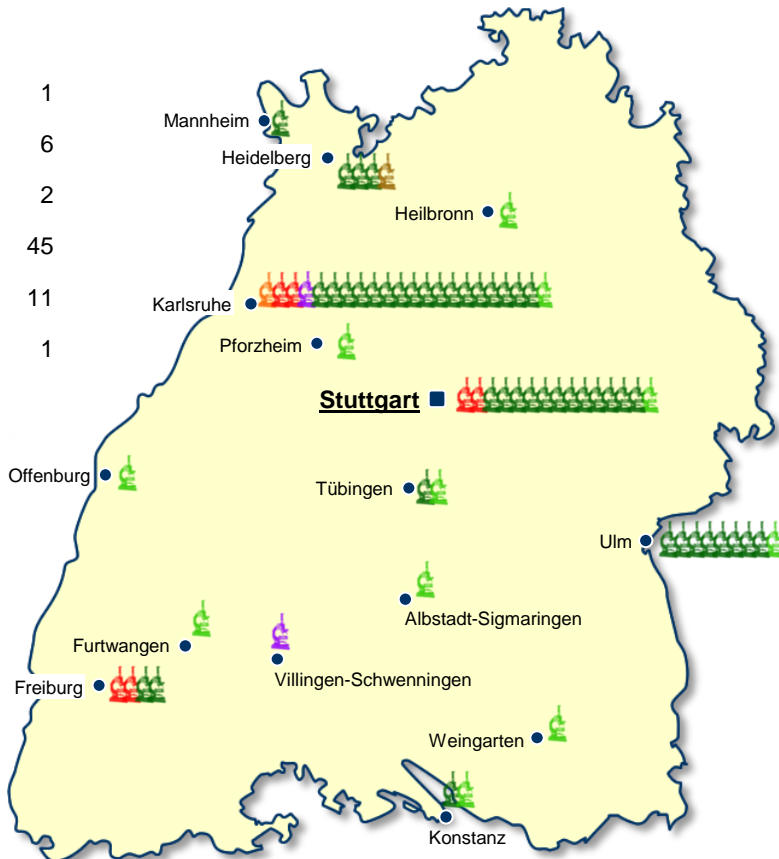 1
6
2
45
11
1
Mannheim
Heidelberg
Heilbronn
Karlsruhe
Pforzheim
Stuttgart
Offenburg
Tübingen
Ulm
Albstadt-Sigmaringen
Furtwangen
Villingen-Schwenningen
Freiburg
Weingarten
Konstanz